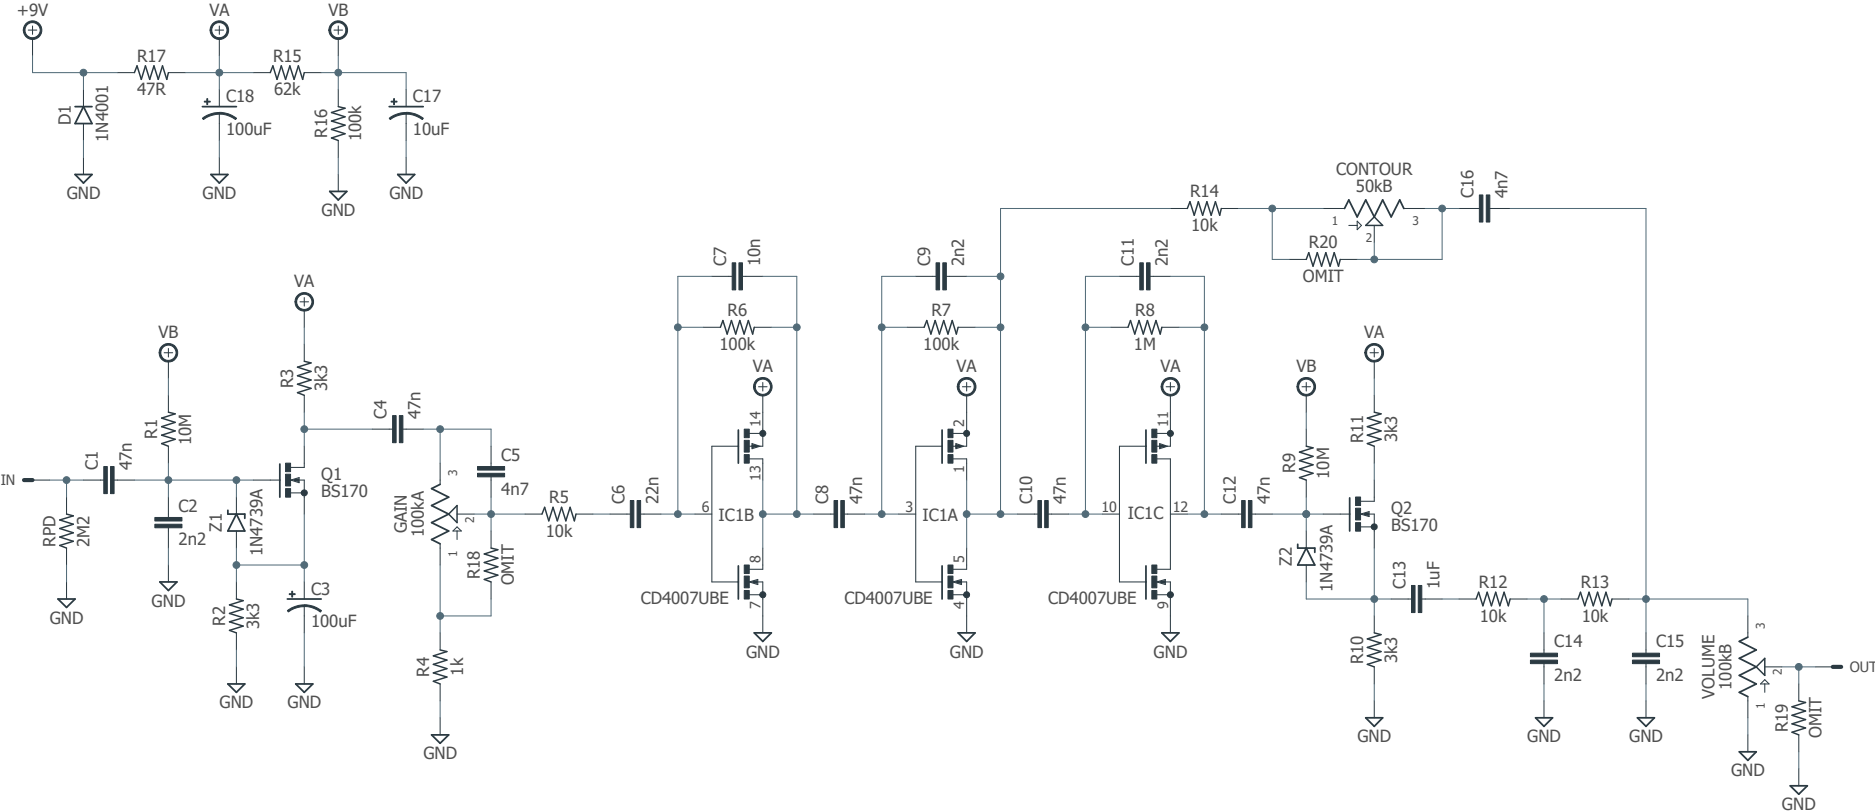 +9V
VA
VB
R17
47R
R15
62k
D1
1N4001
C18
100uF
R16
100k
C17
10uF
GND
GND
GND
GND
CONTOUR
50kB
1
2
3
R14
10k
R20
OMIT
C16
4n7
C7
10n
R6
100k
C9
2n2
R7
100k
C11
2n2
R8
1M
VA
R3
3k3
VB
R1
10M
IN
C1
47n
RPD
2M2
GND
C2
2n2
GND
Z1
1N4739A
Q1
BS170
R2
3k3
GND
C3
100uF
GND
C4
47n
C5
4n7
GAIN
100kA
3
2
1
R18
OMIT
R4
1k
GND
R5
10k
C6
22n
VA
14
13
6
IC1B
8
7
CD4007UBE
GND
C8
47n
VA
2
1
3
IC1A
5
4
CD4007UBE
GND
C10
47n
VA
11
10
IC1C
12
9
CD4007UBE
GND
C12
47n
VB
R9
10M
Z2
1N4739A
VA
R11
3k3
Q2
BS170
R10
3k3
GND
C13
1uF
R12
10k
R13
10k
C14
2n2
GND
C15
2n2
GND
VOLUME
100kB
3
2
1
GND
OUT
R19
OMIT
GND